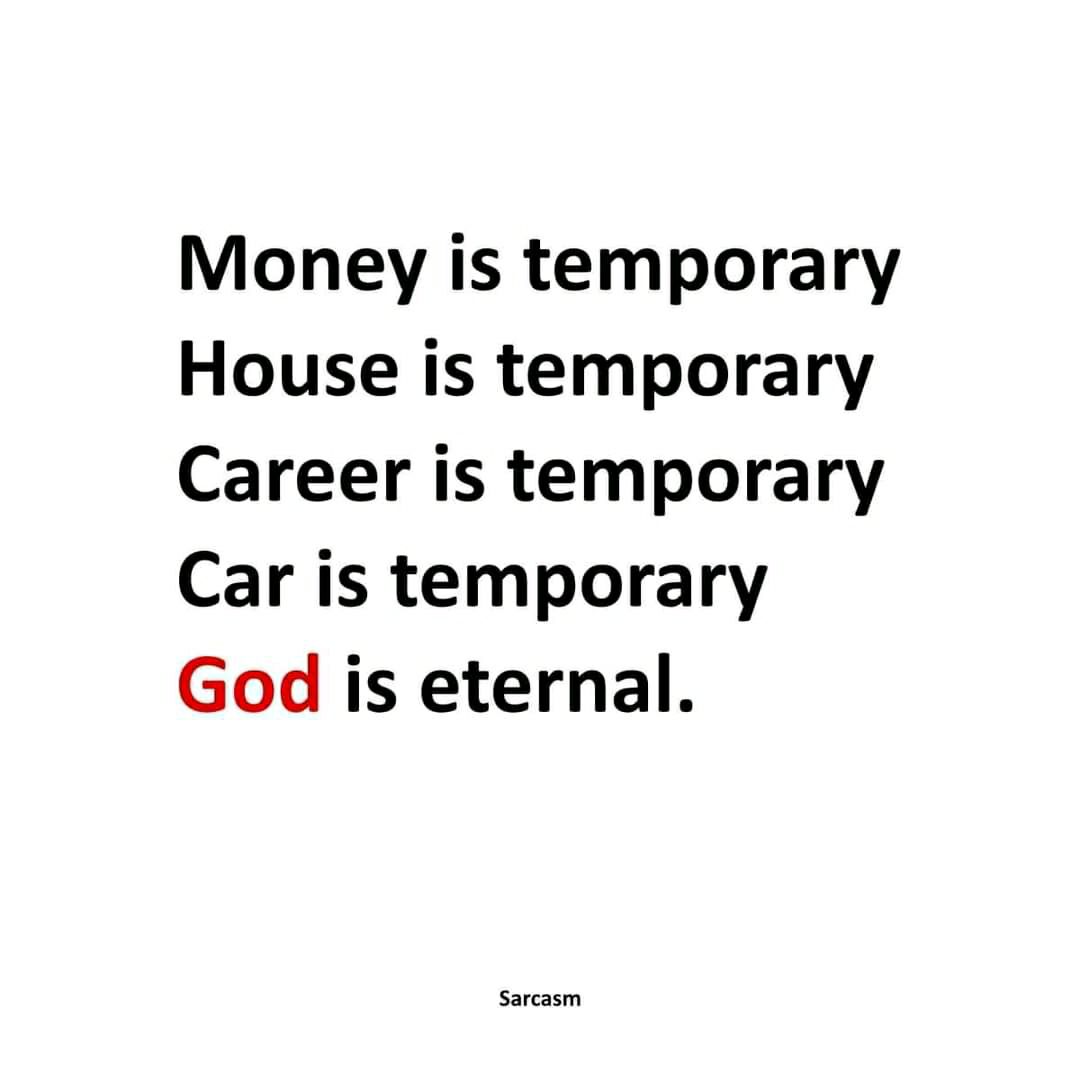 Money is temporary
House is temporary
Career is temporary
Car is temporary
God is eternal.
Sarcasm